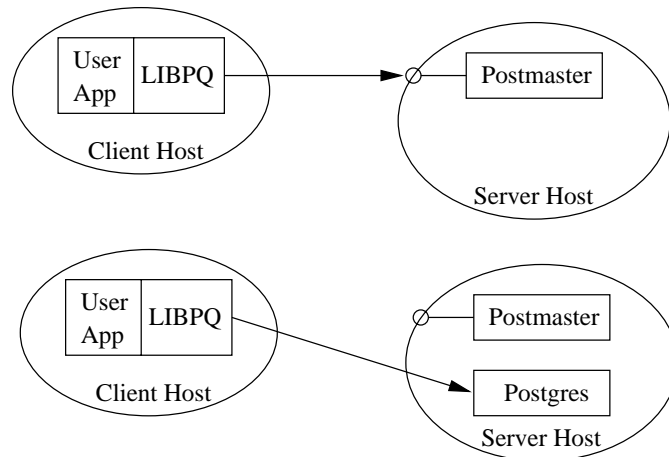 User
App
LIBPQ
Postmaster
Client Host
Server Host
User
App
LIBPQ
Postmaster
Client Host
Postgres
Server Host